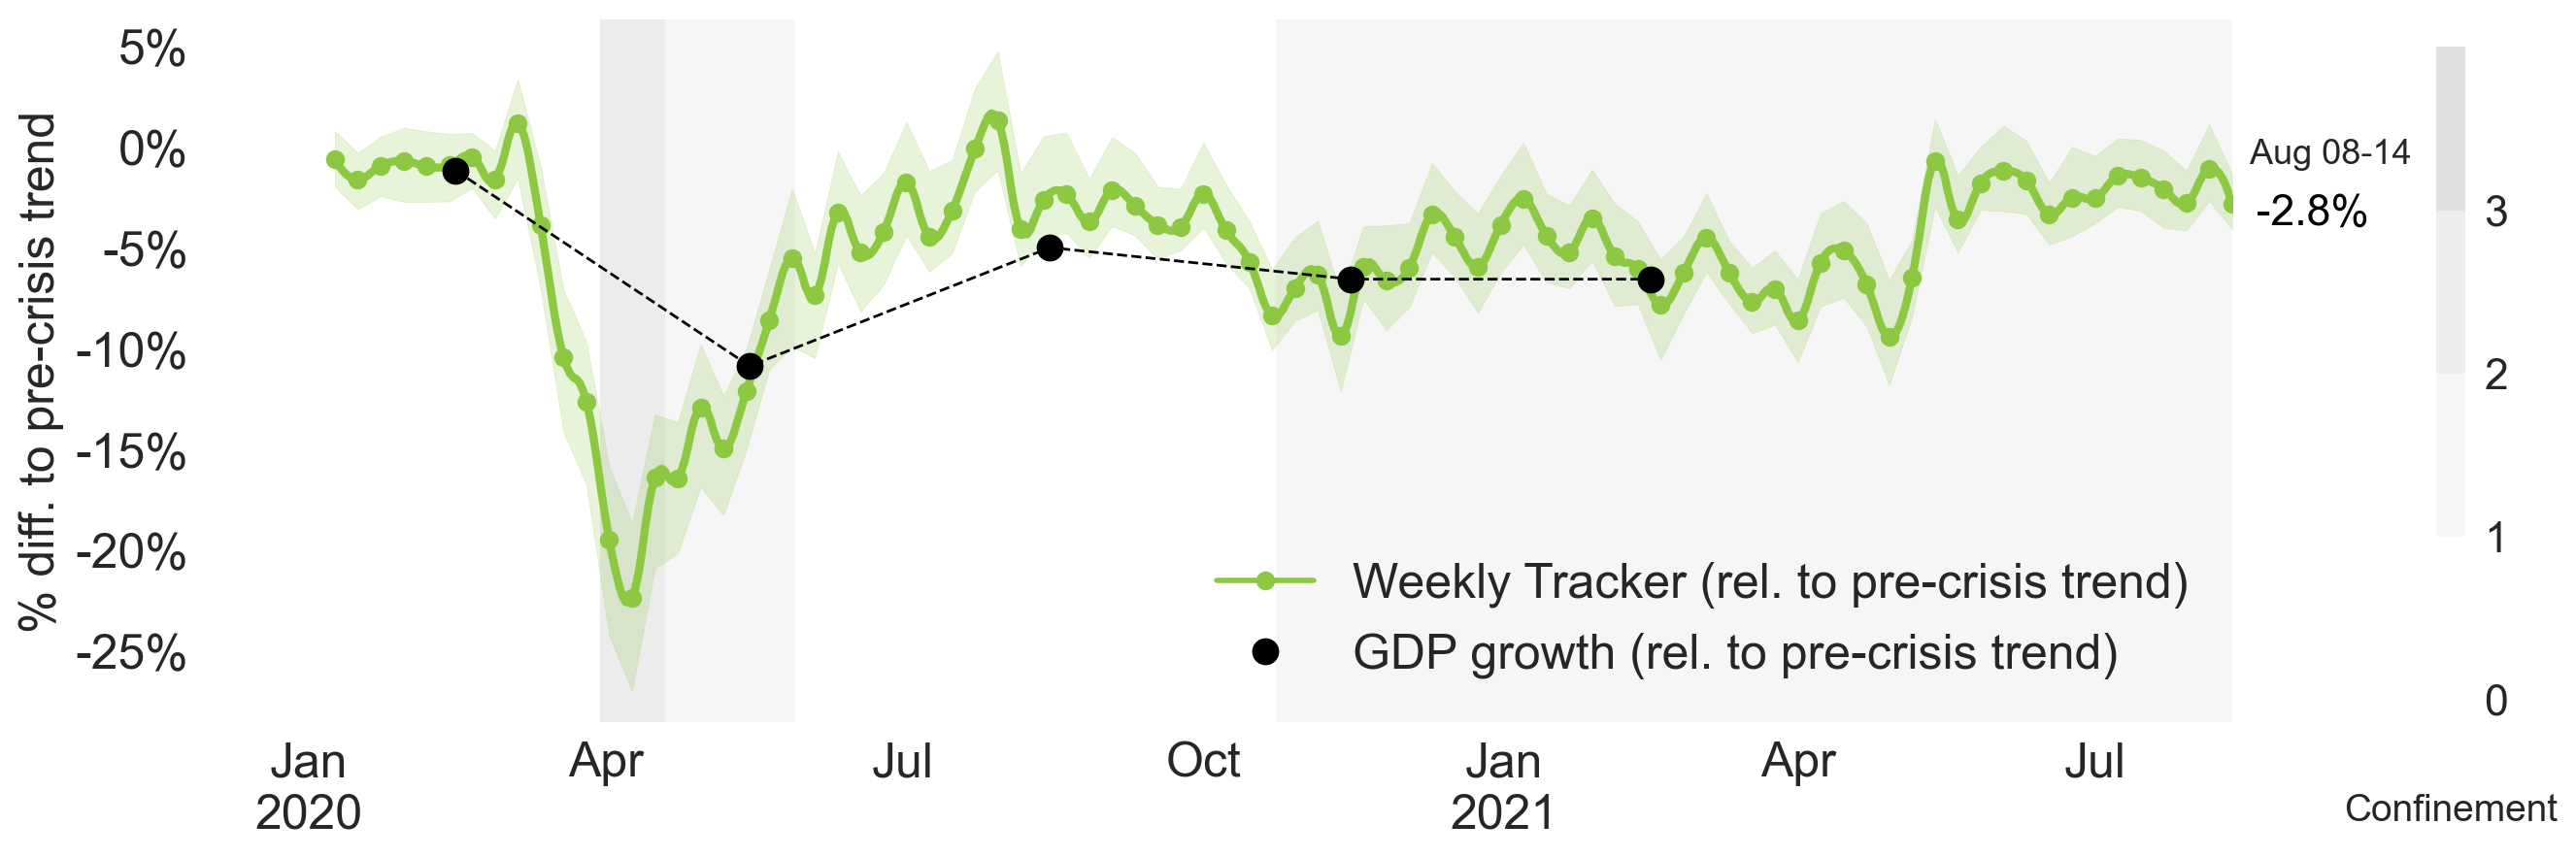 % diff. to pre-crisis trend
5%
0%
-5%
-10%
-15%
-20%
-25%
Jan
2020
Apr
Jul
Oct
Jan
2021
Apr
Jul
Weekly Tracker (rel. to pre-crisis trend)
GDP growth (rel. to pre-crisis trend)
Aug 08-14
-2.8%
3
2
1
0
Confinement